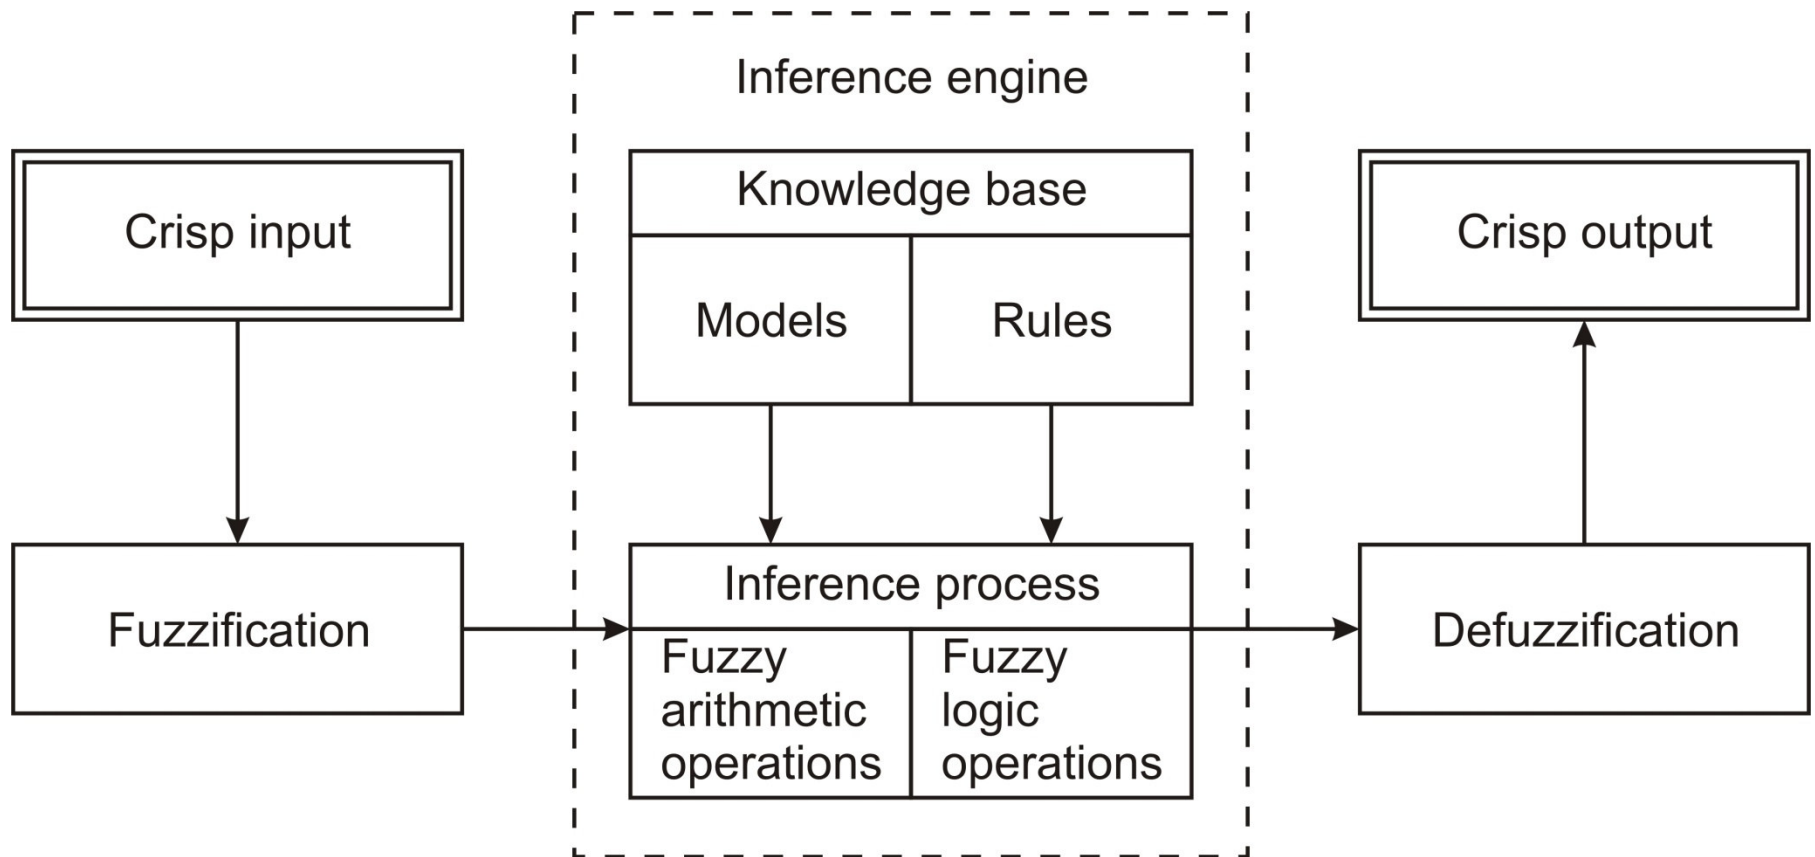 Inference engine
Crisp input
Knowledge base
Models
Rules
Crisp output
Fuzzification
Inference process
Fuzzy
arithmetic
operations
Fuzzy
logic
operations
Defuzzification